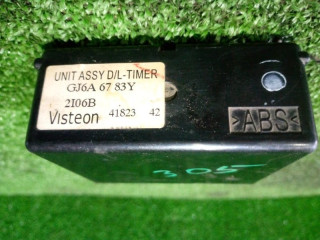 UNIT ASSY D/L-TIMER
GJ6A 67 83Y
2I06B
Visteon 41823 42
>ABS<
305